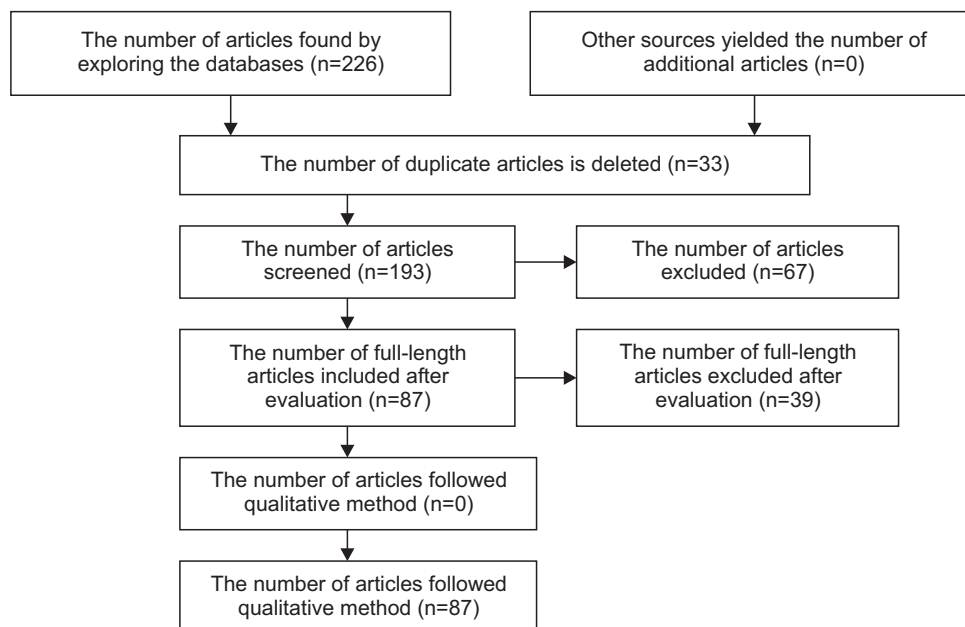 The number of articles found by
exploring the databases (n=226)
Other sources yielded the number of
additional articles (n=0)
The number of duplicate articles is deleted (n=33)
The number of articles
screened (n=193)
The number of articles
excluded (n=67)
The number of full-length
articles included after
evaluation (n=87)
The number of full-length
articles excluded after
evaluation (n=39)
The number of articles followed
qualitative method (n=0)
The number of articles followed
qualitative method (n=87)